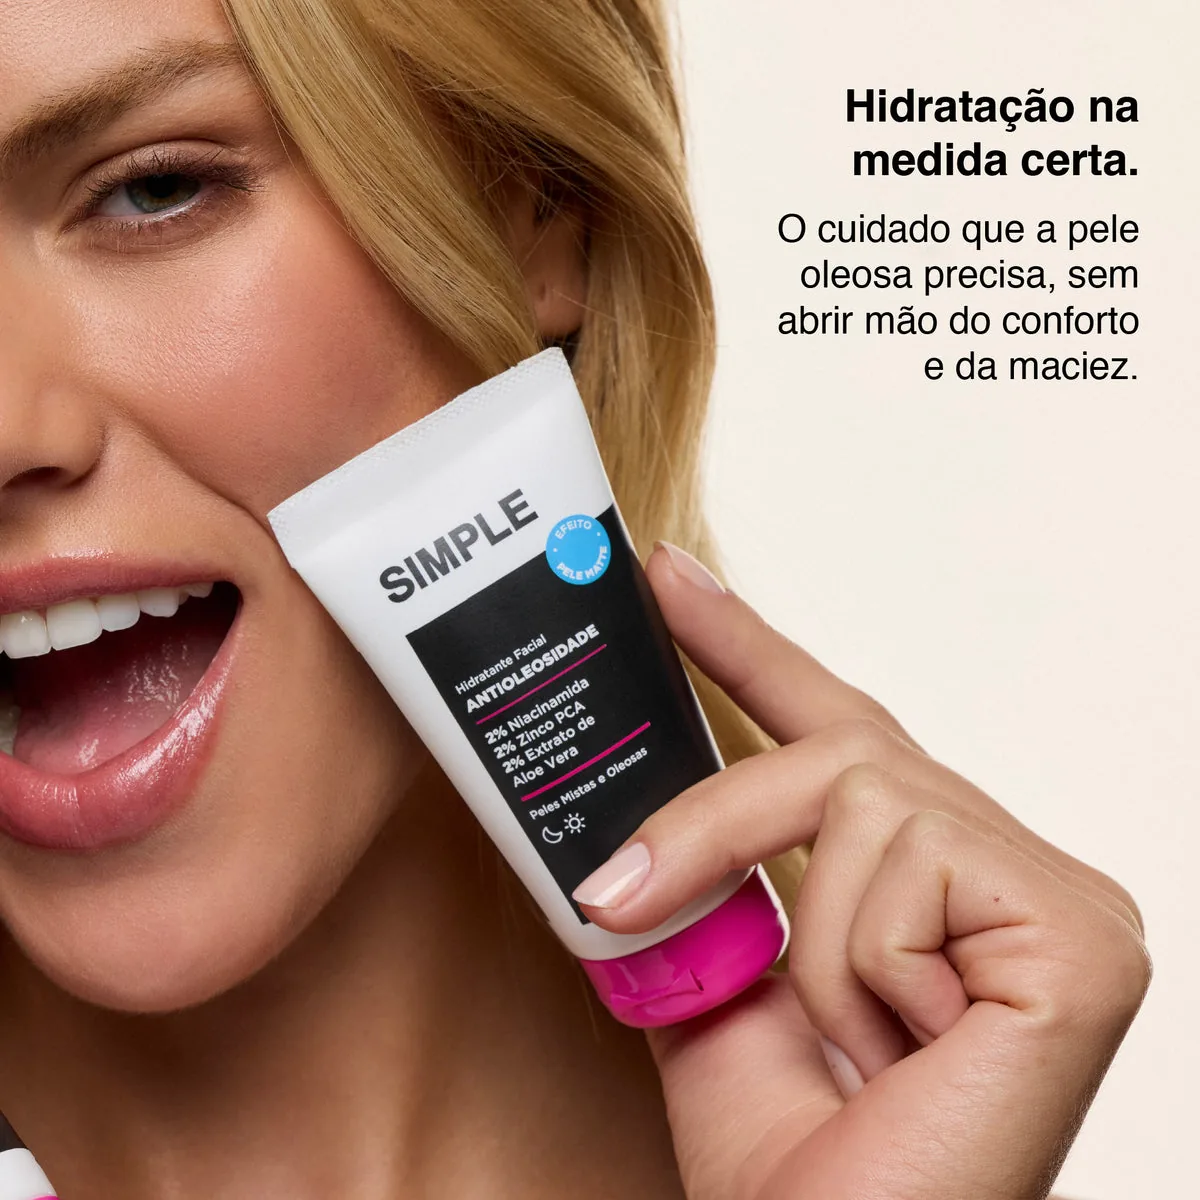 Hidratação na
medida certa.
O cuidado que a pele
oleosa precisa, sem
abrir mão do conforto
e da maciez.
SIMPLE
EFEITO
PELE MATTE
Hidratante Facial
ANTIOLEOSIDADE
2% Niacinamida
2% Zinco PCA
2% Extrato de
Aloe Vera
Peles Mistas e Oleosas